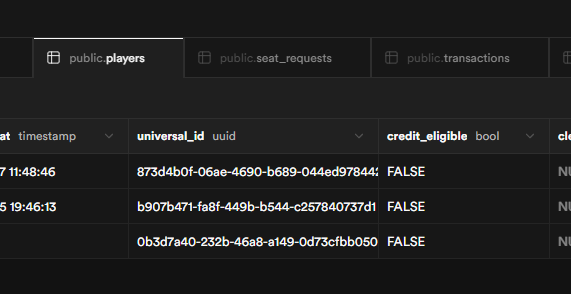 public.players public.seat_requests public.transactions
at timestamp universal_id uuid credit_eligible bool cle
7 11:48:46 873d4b0f-06ae-4690-b689-044ed978442 FALSE NU
5 19:46:13 b907b471-fa8f-449b-b544-c257840737d1 FALSE NU
0b3d7a40-232b-46a8-a149-0d73cfbb050 FALSE NU